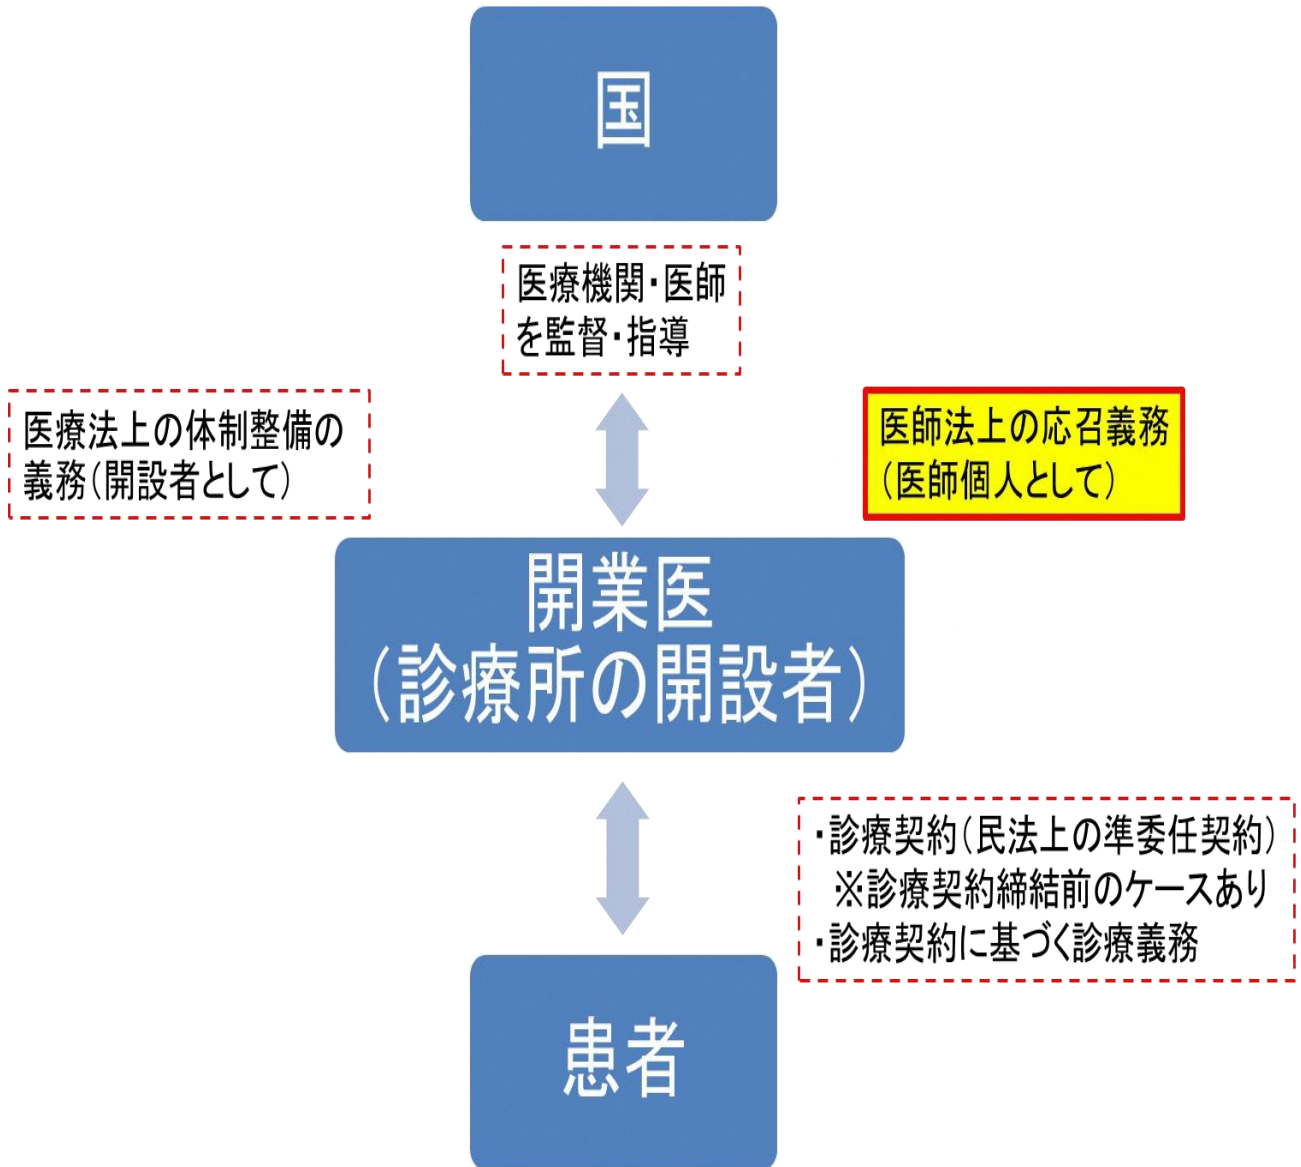 国
医療機関・医師
を監督・指導
医療法上の体制整備の
義務(開設者として)
医師法上の応召義務
(医師個人として)
開業医
(診療所の開設者)
・診療契約(民法上の準委任契約)
※診療契約締結前のケースあり
・診療契約に基づく診療義務
患者